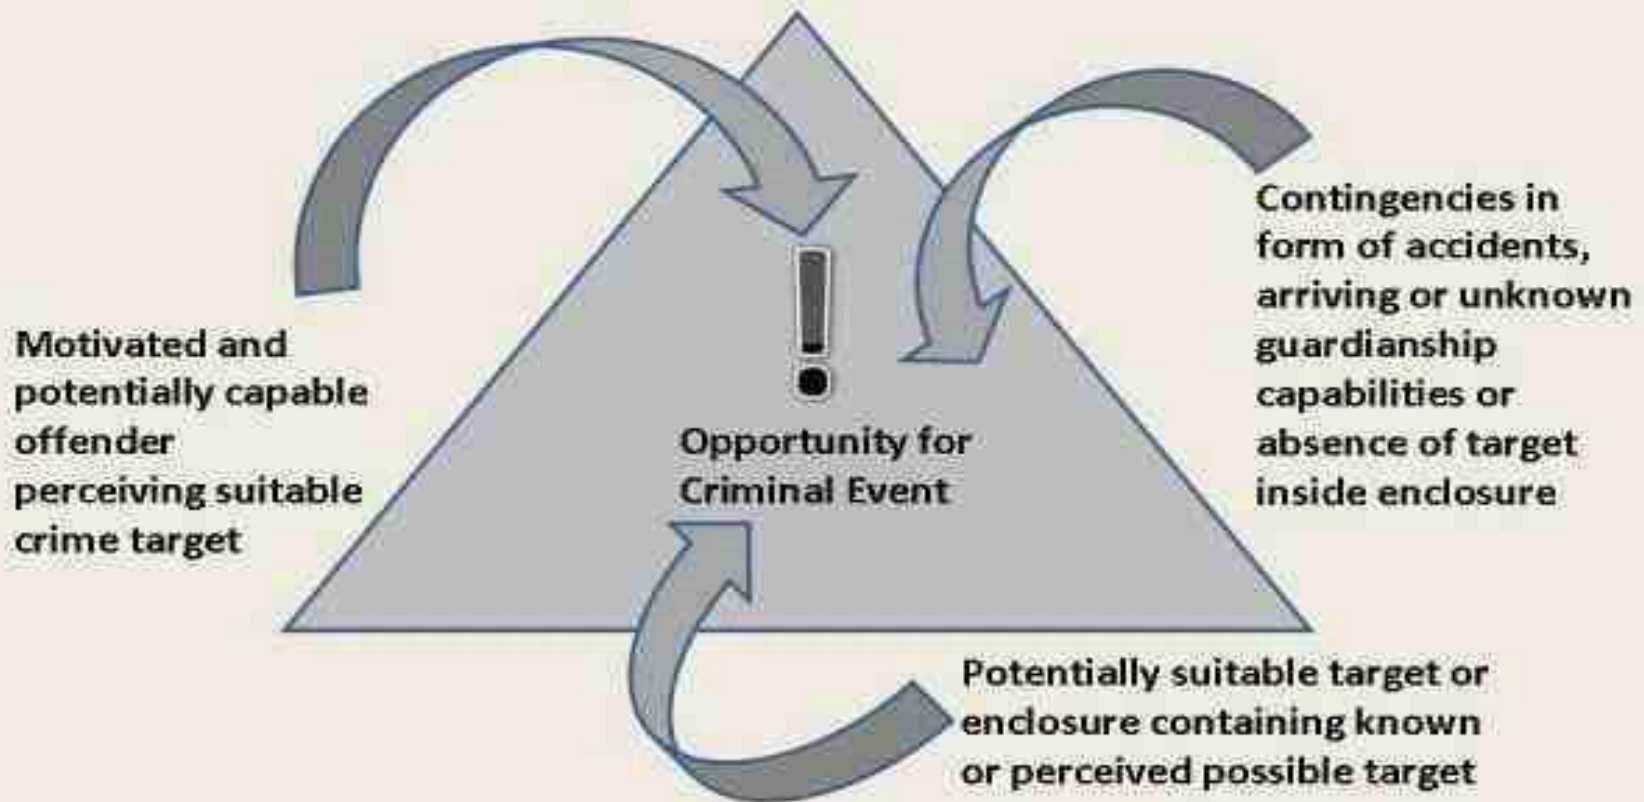 Motivated and
potentially capable
offender
perceiving suitable
crime target
!
Opportunity for
Criminal Event
Contingencies in
form of accidents,
arriving or unknown
guardianship
capabilities or
absence of target
inside enclosure
Potentially suitable target or
enclosure containing known
or perceived possible target